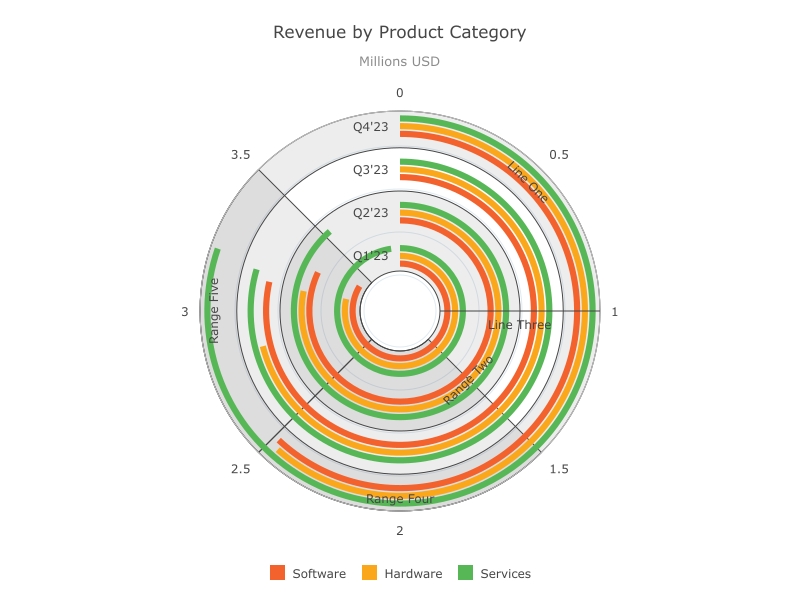 Revenue by Product Category
Millions USD
0
Q4'23
3.5
0.5
Q3'23
Line One
Q2'23
Q1'23
Range Five
3
1
Line Three
Range Two
2.5
1.5
Range Four
2
Software
Hardware
Services